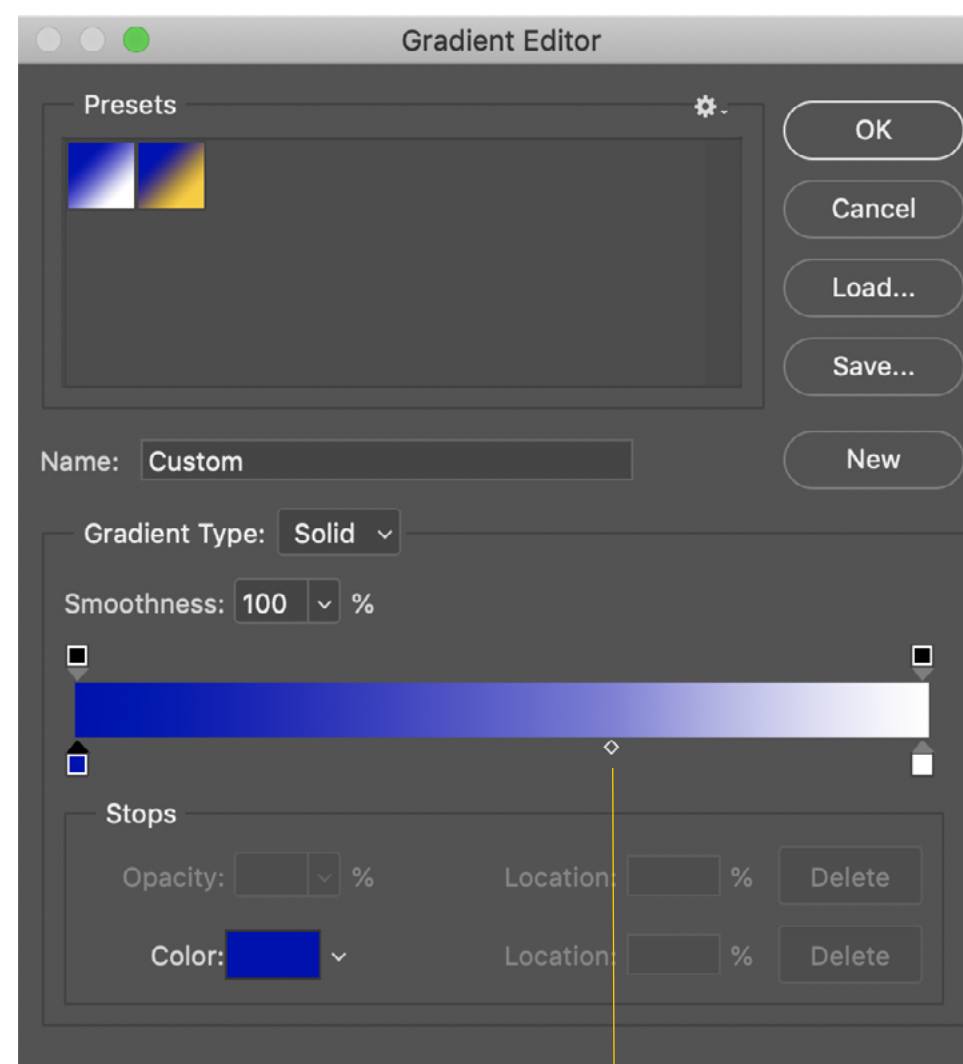 Gradient Editor
Presets
OK
Cancel
Load...
Save...
Name: Custom
New
Gradient Type: Solid
Smoothness: 100 %
Stops
Opacity: % Location: % Delete
Color: Location: % Delete